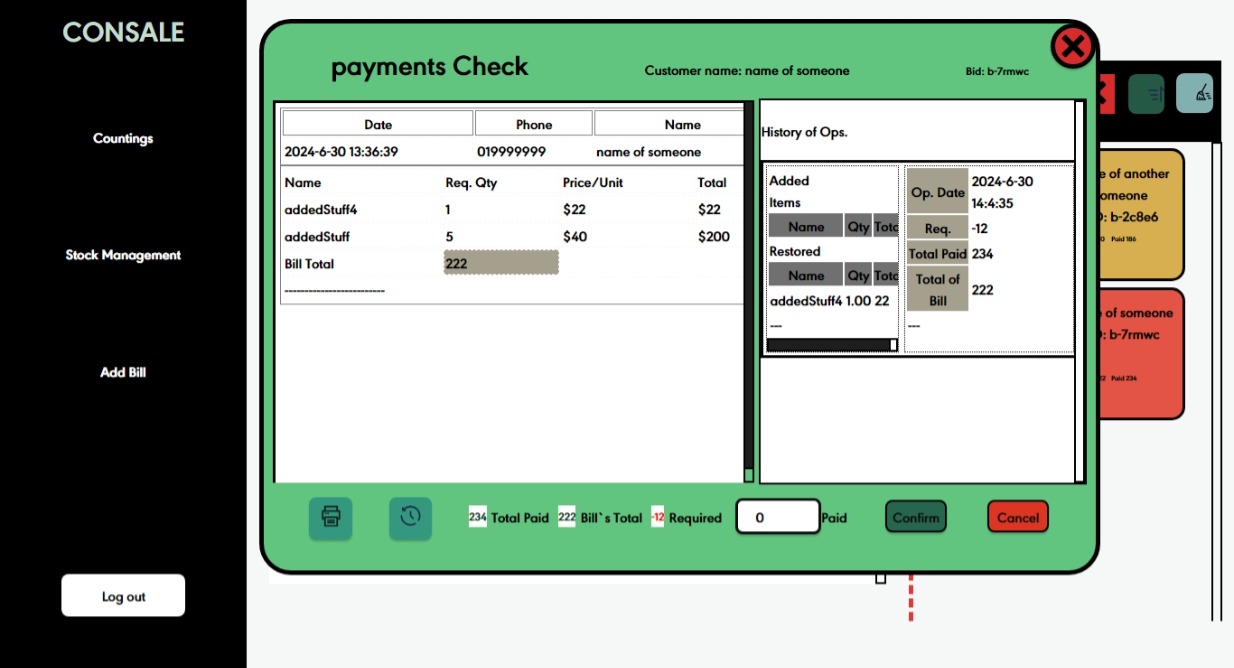 CONSALE
Countings
Stock Management
Add Bill
Log out
payments Check
Customer name: name of someone
Bid: b-7rmwc
Date Phone Name
2024-6-30 13:36:39 019999999 name of someone
Name Req. Qty Price/Unit Total
addedStuff4 1 $22 $22
addedStuff 5 $40 $200
Bill Total 222
-------------------------
History of Ops.
Added
Items
Name Qty Tota
Restored
Name Qty Tota
addedStuff4 1.00 22
---
Op. Date 2024-6-30
14:4:35
Req. -12
Total Paid 234
Total of
Bill 222
---
234 Total Paid 222 Bill`s Total -12 Required 0 Paid Confirm Cancel
e of another
omeone
: b-2c8e6
0 Paid 186
of someone
: b-7rmwc
22 Paid 234